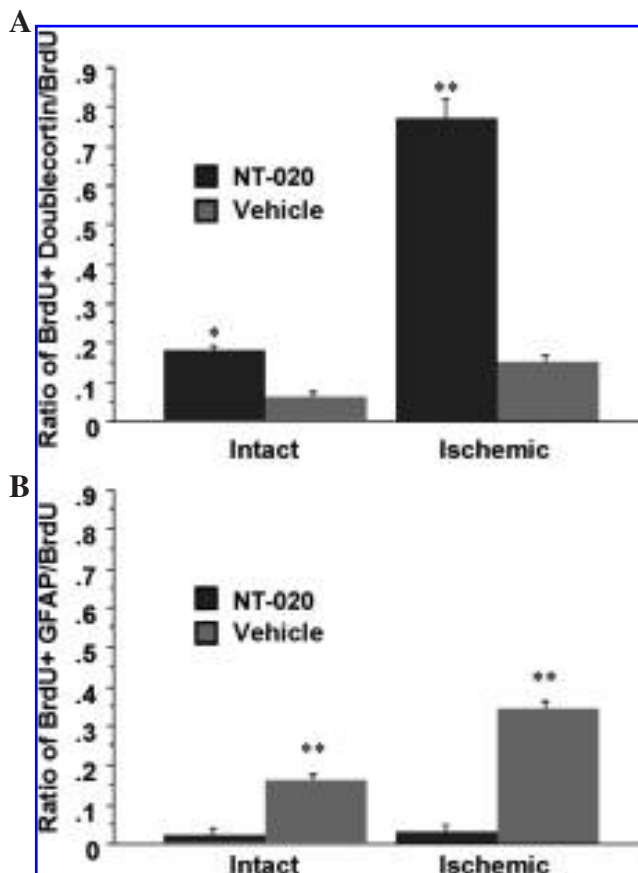 A
Ratio of BrdU+ Doublecortin/BrdU
.9
.8
.7
.6
.5
.4
.3
.2
.1
0
**
NT-020
Vehicle
*
Intact Ischemic
B
Ratio of BrdU+ GFAP/BrdU
.9
.8
.7
.6
.5
.4
.3
.2
.1
0
NT-020
Vehicle
**
**
Intact Ischemic